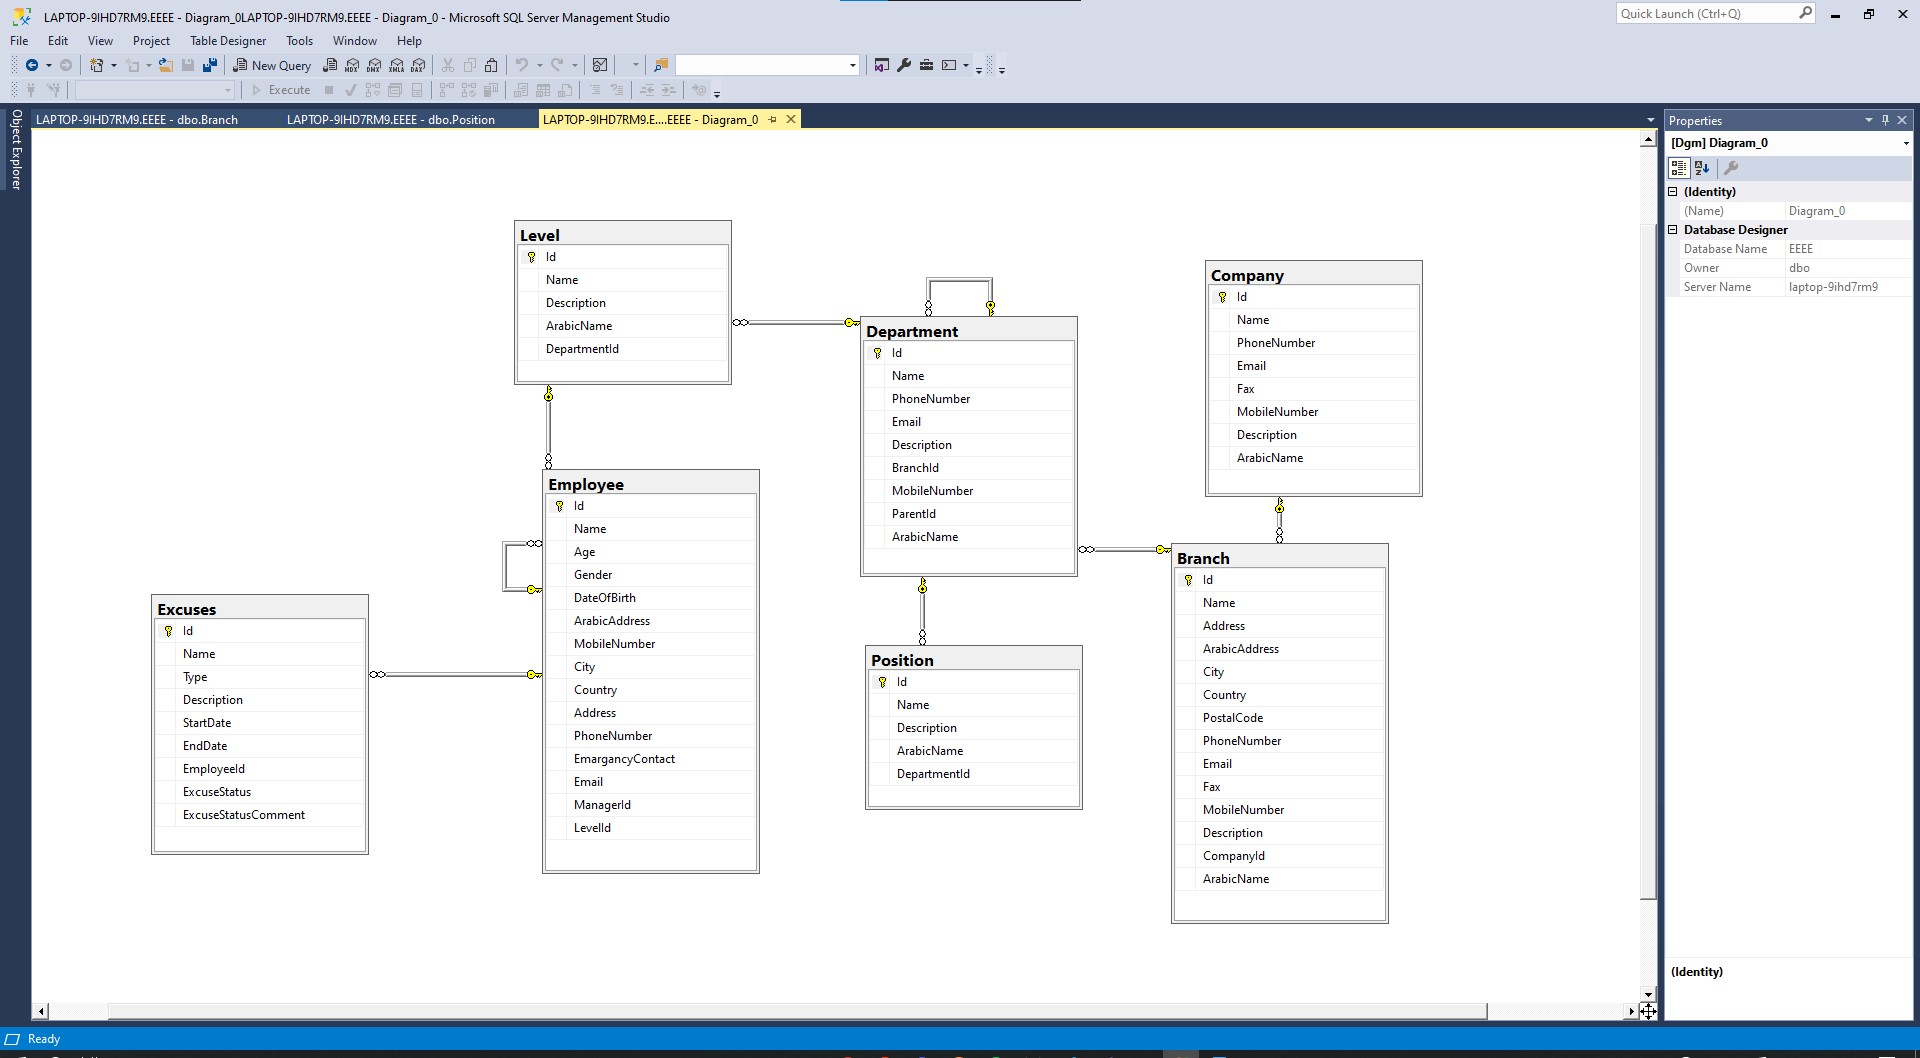 LAPTOP-9IHD7RM9.EEEE - Diagram_0LAPTOP-9IHD7RM9.EEEE - Diagram_0 - Microsoft SQL Server Management Studio
Quick Launch (Ctrl+Q)
File Edit View Project Table Designer Tools Window Help
New Query
MDX DMX XMLA DAX
Execute
Object Explorer
LAPTOP-9IHD7RM9.EEEE - dbo.Branch
LAPTOP-9IHD7RM9.EEEE - dbo.Position
LAPTOP-9IHD7RM9.E....EEEE - Diagram_0
Level
Id
Name
Description
ArabicName
DepartmentId
Department
Id
Name
PhoneNumber
Email
Description
BranchId
MobileNumber
ParentId
ArabicName
Company
Id
Name
PhoneNumber
Email
Fax
MobileNumber
Description
ArabicName
Employee
Id
Name
Age
Gender
DateOfBirth
ArabicAddress
MobileNumber
City
Country
Address
PhoneNumber
EmargancyContact
Email
ManagerId
LevelId
Excuses
Id
Name
Type
Description
StartDate
EndDate
EmployeeId
ExcuseStatus
ExcuseStatusComment
Position
Id
Name
Description
ArabicName
DepartmentId
Branch
Id
Name
Address
ArabicAddress
City
Country
PostalCode
PhoneNumber
Email
Fax
MobileNumber
Description
CompanyId
ArabicName
Properties
[Dgm] Diagram_0
(Identity)
(Name) Diagram_0
Database Designer
Database Name EEEE
Owner dbo
Server Name laptop-9ihd7rm9
(Identity)
Ready